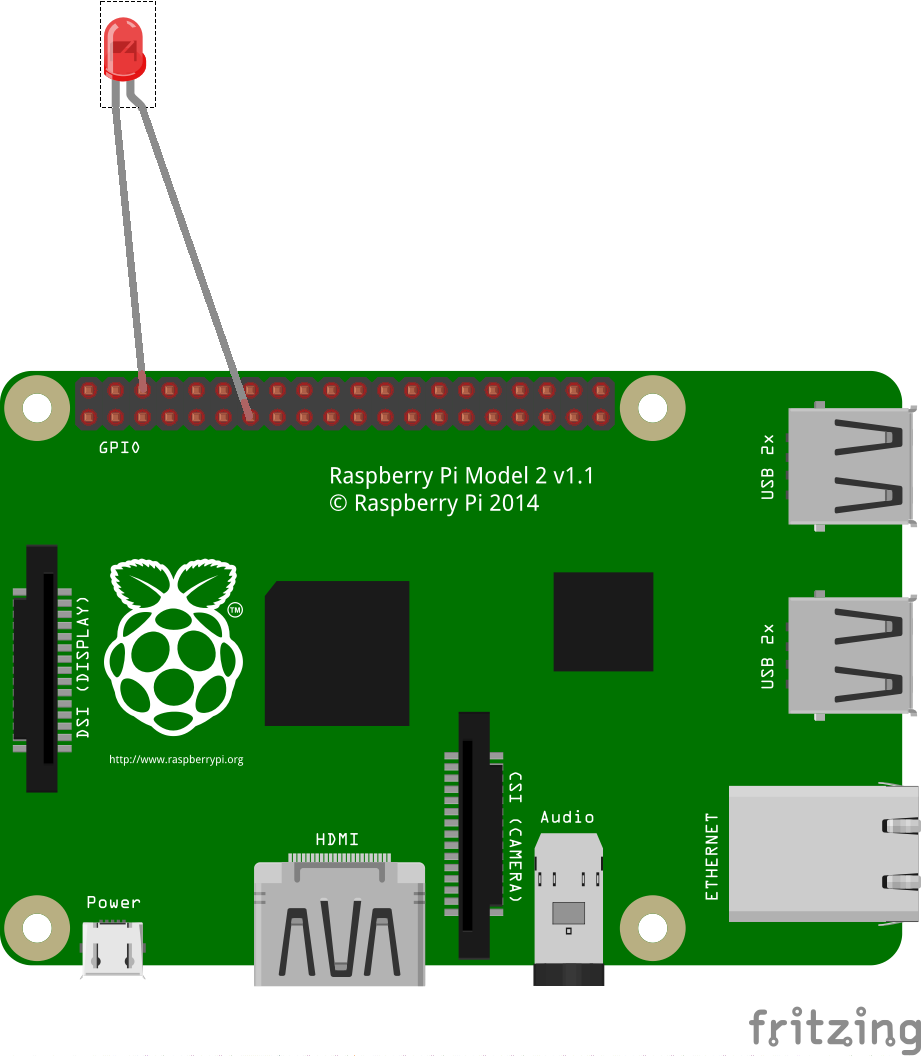 GPIO
Raspberry Pi Model 2 v1.1
© Raspberry Pi 2014
USB 2x
DSI (DISPLAY)
TM
USB 2x
http://www.raspberrypi.org
CSI (CAMERA)
Audio
ETHERNET
HDMI
Power
fritzing